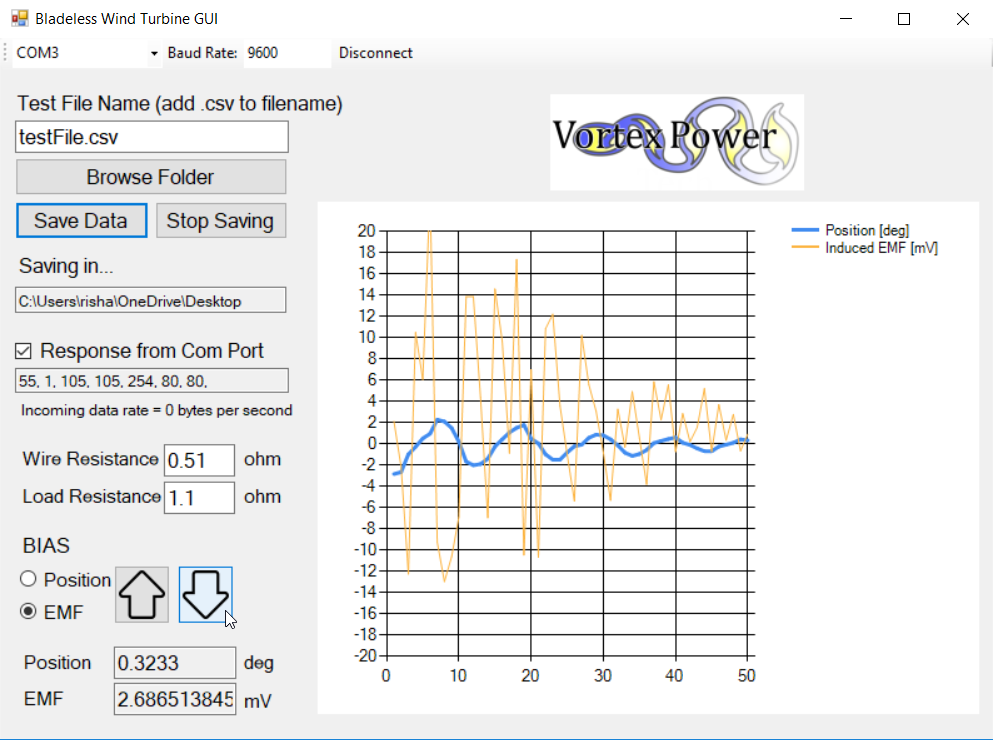 Bladeless Wind Turbine GUI
COM3 Baud Rate: 9600 Disconnect
Test File Name (add .csv to filename)
testFile.csv
Browse Folder
Save Data Stop Saving
Saving in...
C:\Users\risha\OneDrive\Desktop
Response from Com Port
55, 1, 105, 105, 254, 80, 80,
Incoming data rate = 0 bytes per second
Wire Resistance 0.51 ohm
Load Resistance 1.1 ohm
BIAS
Position
EMF
Position 0.3233 deg
EMF 2.686513845 mV
Vortex Power
Position [deg]
Induced EMF [mV]
20
18
16
14
12
10
8
6
4
2
0
-2
-4
-6
-8
-10
-12
-14
-16
-18
-20
0 10 20 30 40 50